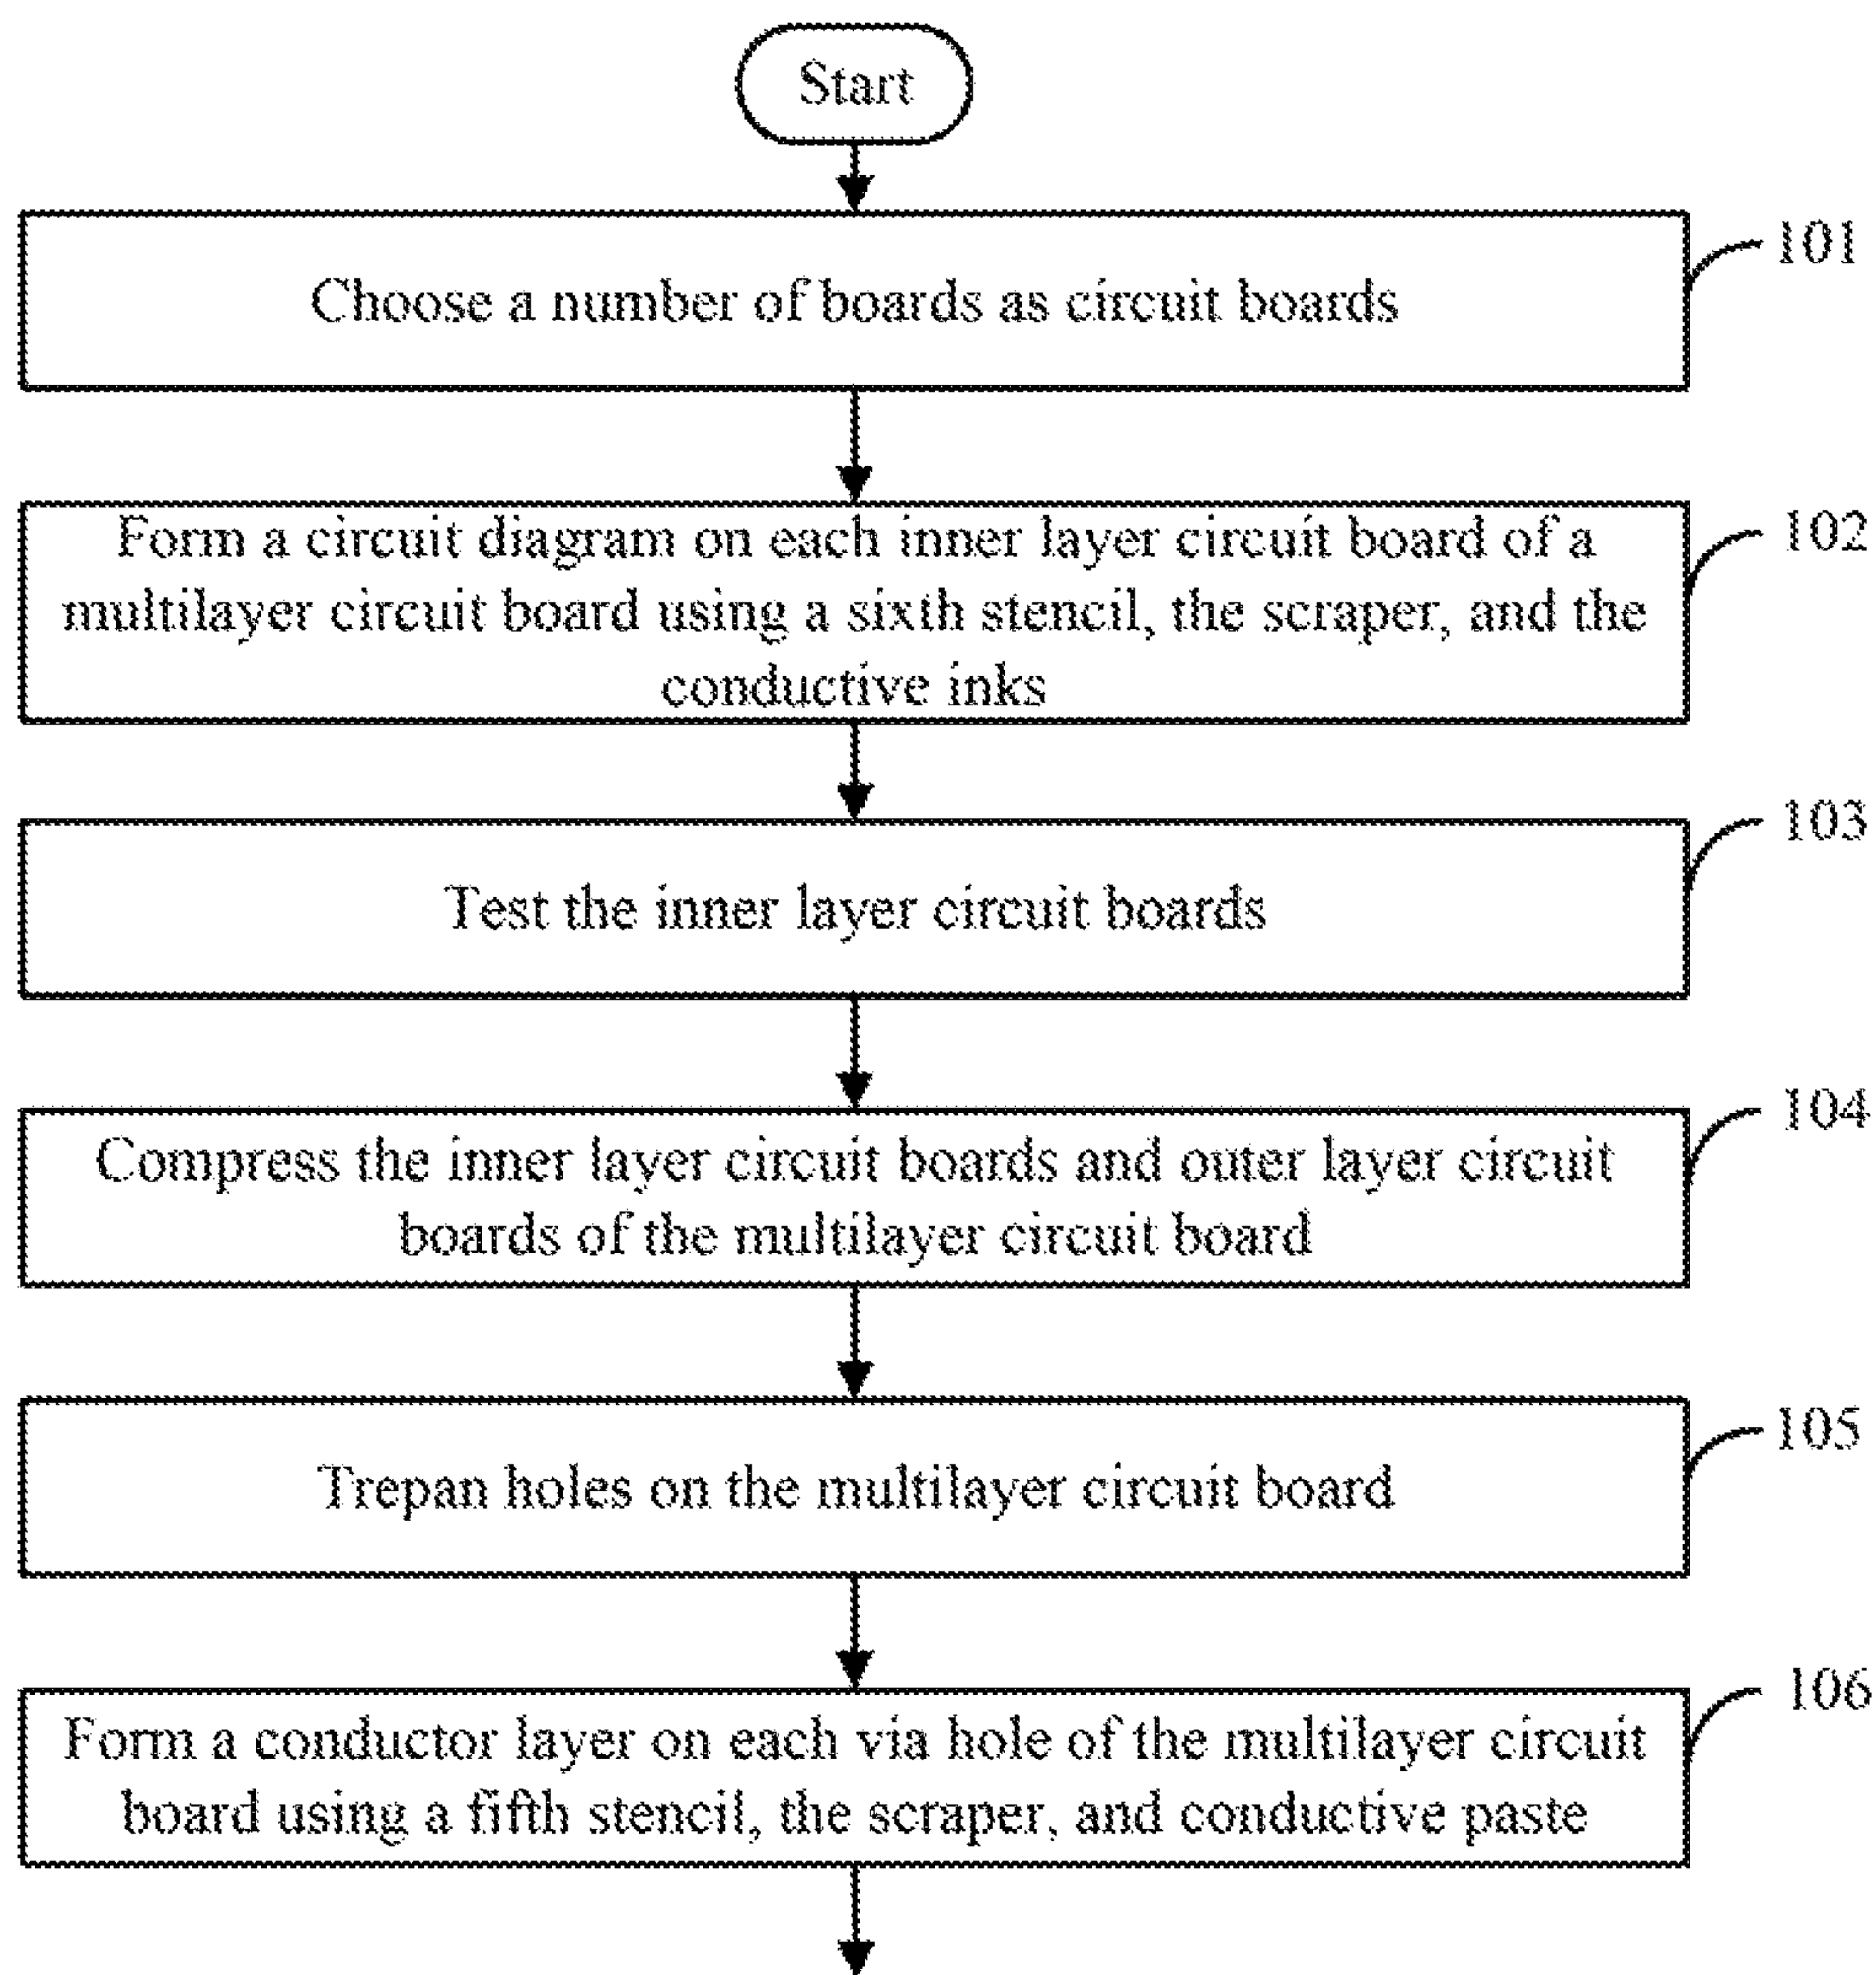 Start
Choose a number of boards as circuit boards
101
Form a circuit diagram on each inner layer circuit board of a
multilayer circuit board using a sixth stencil, the scraper, and the
conductive inks
102
Test the inner layer circuit boards
103
Compress the inner layer circuit boards and outer layer circuit
boards of the multilayer circuit board
104
Trepan holes on the multilayer circuit board
105
Form a conductor layer on each via hole of the multilayer circuit
board using a fifth stencil, the scraper, and conductive paste
106